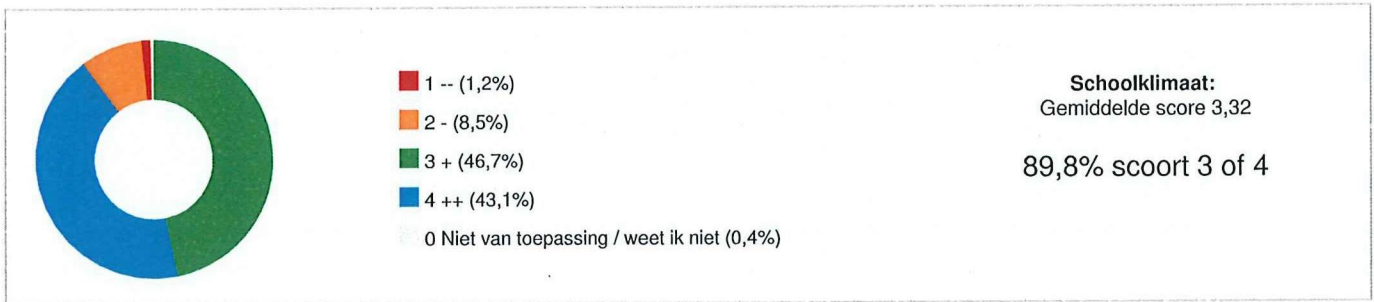 1 -- (1,2%)
2 - (8,5%)
3 + (46,7%)
4 ++ (43,1%)
0 Niet van toepassing / weet ik niet (0,4%)
Schoolklimaat:
Gemiddelde score 3,32
89,8% scoort 3 of 4